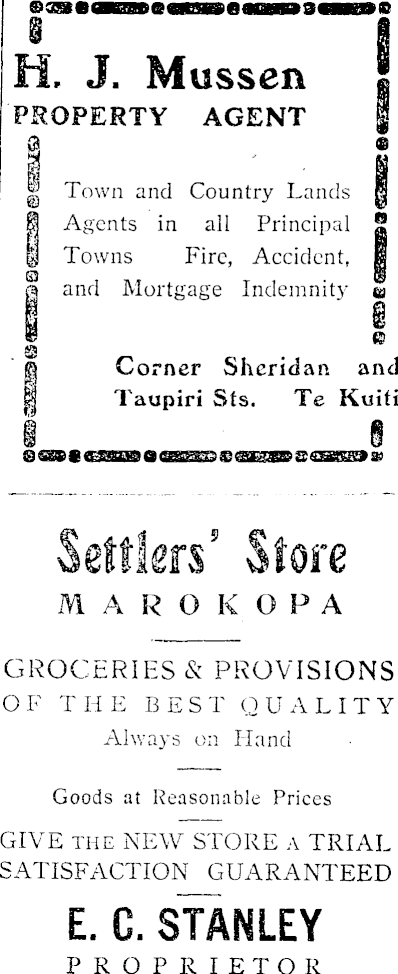 H. J. Mussen
PROPERTY AGENT
Town and Country Lands
Agents in all Principal
Towns Fire, Accident,
and Mortgage Indemnity
Corner Sheridan and
Taupiri Sts. Te Kuiti
Settlers' Store
MAROKOPA
GROCERIES & PROVISIONS
OF THE BEST QUALITY
Always on Hand
Goods at Reasonable Prices
GIVE THE NEW STORE A TRIAL
SATISFACTION GUARANTEED
E. C. STANLEY
PROPRIETOR